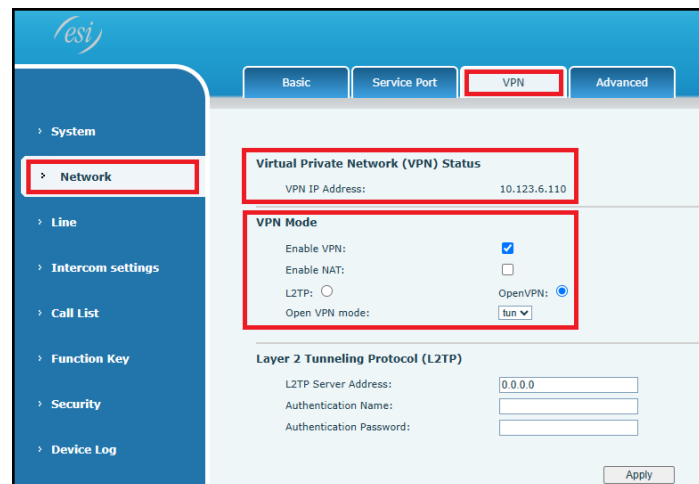 esi
Basic Service Port VPN Advanced
› System
› Network
› Line
› Intercom settings
› Call List
› Function Key
› Security
› Device Log
Virtual Private Network (VPN) Status
VPN IP Address: 10.123.6.110
VPN Mode
Enable VPN:
Enable NAT:
L2TP: OpenVPN:
Open VPN mode: tun
Layer 2 Tunneling Protocol (L2TP)
L2TP Server Address: 0.0.0.0
Authentication Name:
Authentication Password:
Apply